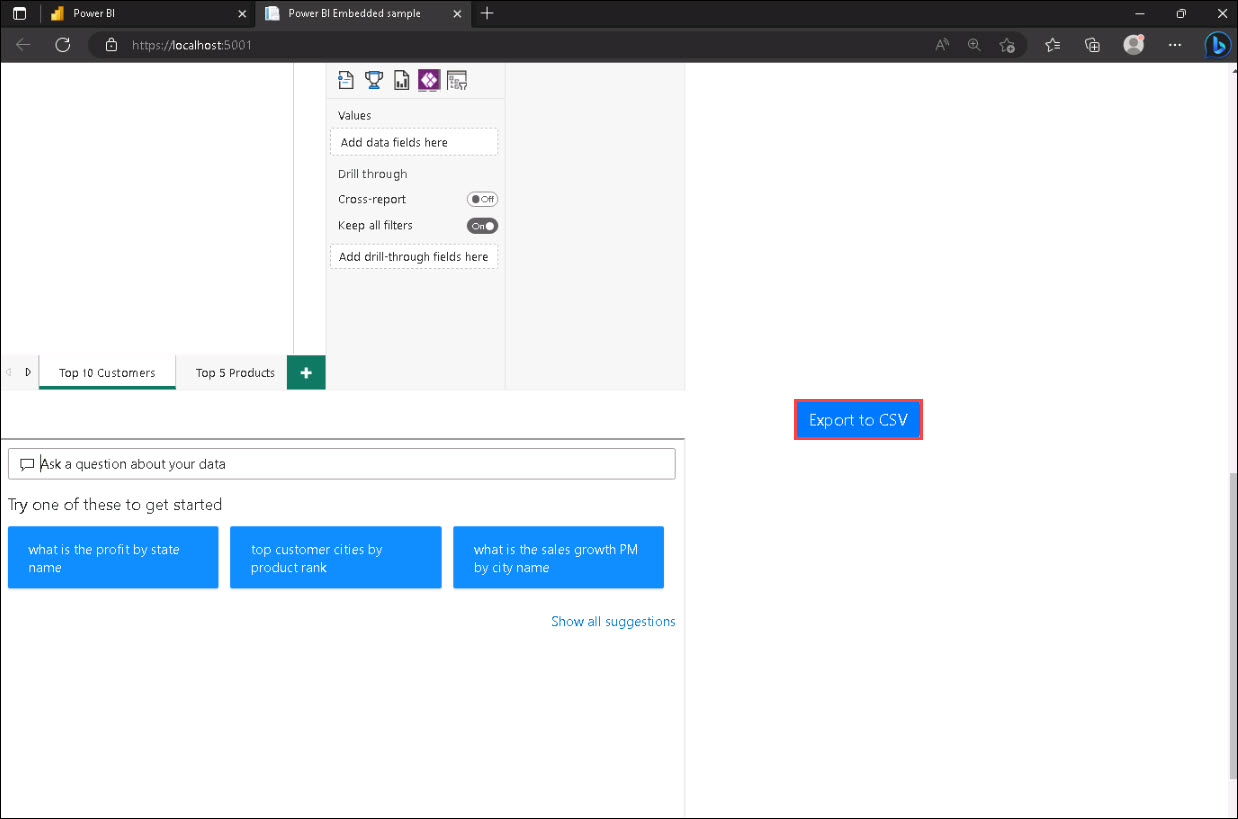 Power BI
Power BI Embedded sample
https://localhost:5001
Values
Add data fields here
Drill through
Cross-report
Off
Keep all filters
On
Add drill-through fields here
Top 10 Customers
Top 5 Products
Export to CSV
Ask a question about your data
Try one of these to get started
what is the profit by state
name
top customer cities by
product rank
what is the sales growth PM
by city name
Show all suggestions